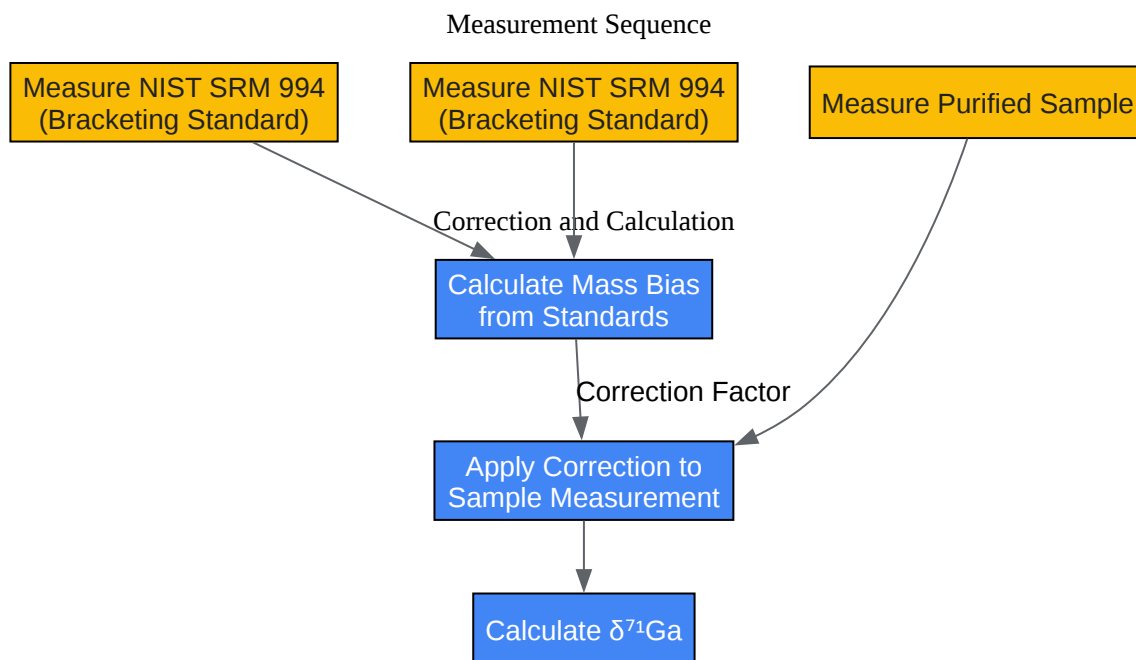 Measurement Sequence
Measure NIST SRM 994
(Bracketing Standard)
Measure NIST SRM 994
(Bracketing Standard)
Measure Purified Sample
Correction and Calculation
Calculate Mass Bias
from Standards
Correction Factor
Apply Correction to
Sample Measurement
Calculate δ⁷¹Ga